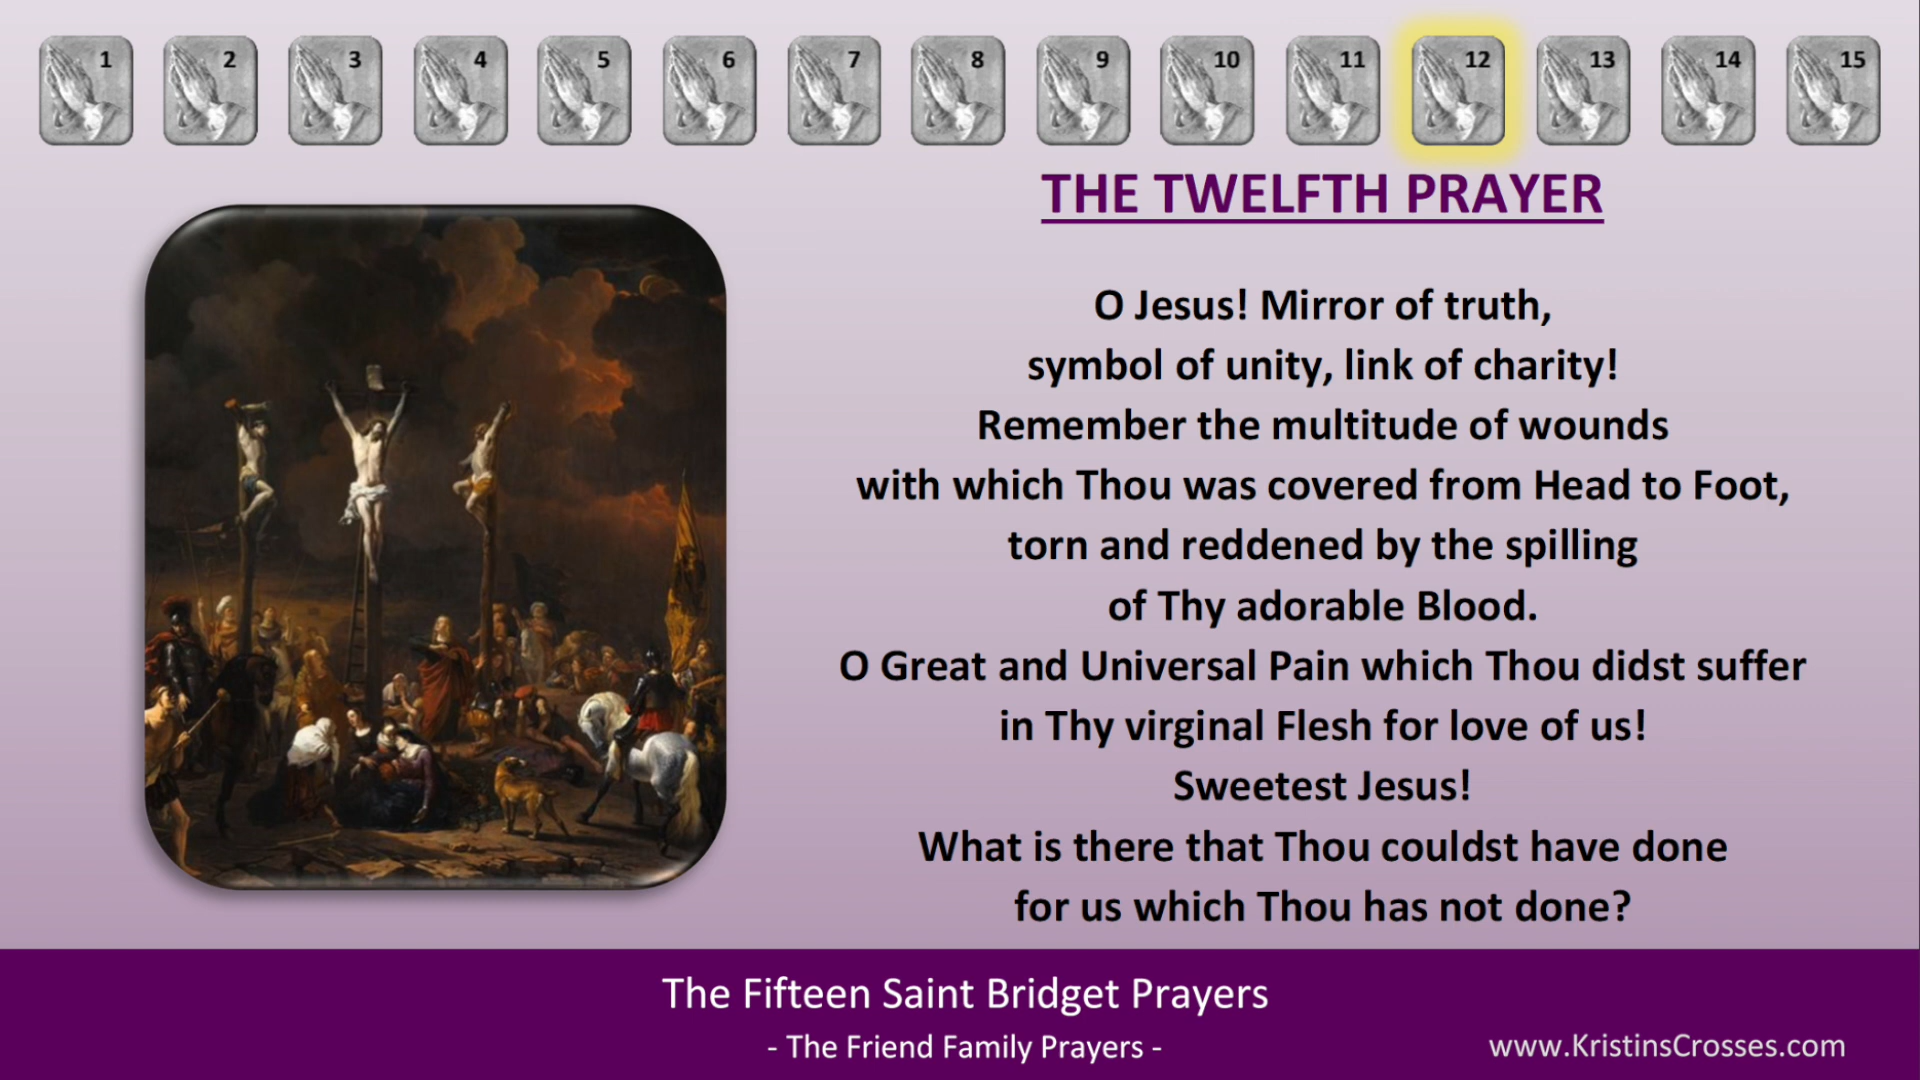 1 2 3 4 5 6 7 8 9 10 11 12 13 14 15
THE TWELFTH PRAYER
O Jesus! Mirror of truth,
symbol of unity, link of charity!
Remember the multitude of wounds
with which Thou was covered from Head to Foot,
torn and reddened by the spilling
of Thy adorable Blood.
O Great and Universal Pain which Thou didst suffer
in Thy virginal Flesh for love of us!
Sweetest Jesus!
What is there that Thou couldst have done
for us which Thou has not done?
The Fifteen Saint Bridget Prayers
- The Friend Family Prayers -
www.KristinsCrosses.com